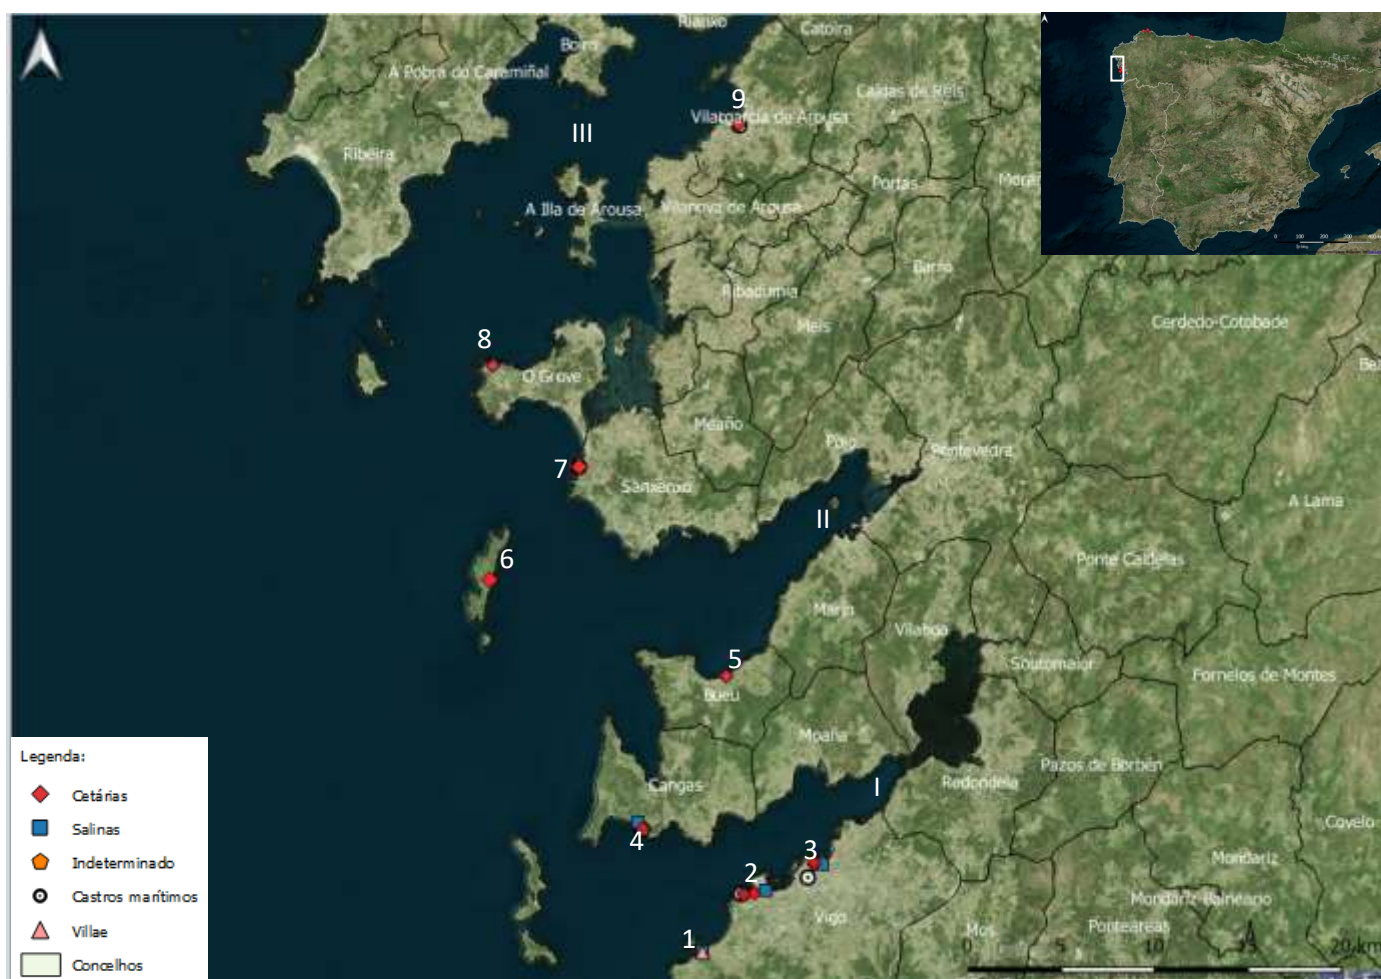 Rianxo
Catoira
Boiro
A Pobra do Caramiñal
Caldas de Reis
9
Vilagarcía de Arousa
III
Ribeira
Portas
A Illa de Arousa
Vilanova de Arousa
Barro
Ribadumia
Meis
Cerdedo-Cotobade
8
O Grove
Meaño
Poio
Pontevedra
7
Sanxenxo
II
A Lama
6
Ponte Caldelas
Marín
Vilaboa
5
Soutomaior
Bueu
Fornelos de Montes
Moaña
Pazos de Borbén
I
Cangas
Redondela
4
Covelo
3
Mondariz
2
Mondariz-Balneario
Vigo
Mos
Ponteareas
1
0 5 10 15 20 km
Legenda:
Cetárias
Salinas
Indeterminado
Castros marítimos
Villae
Concelhos